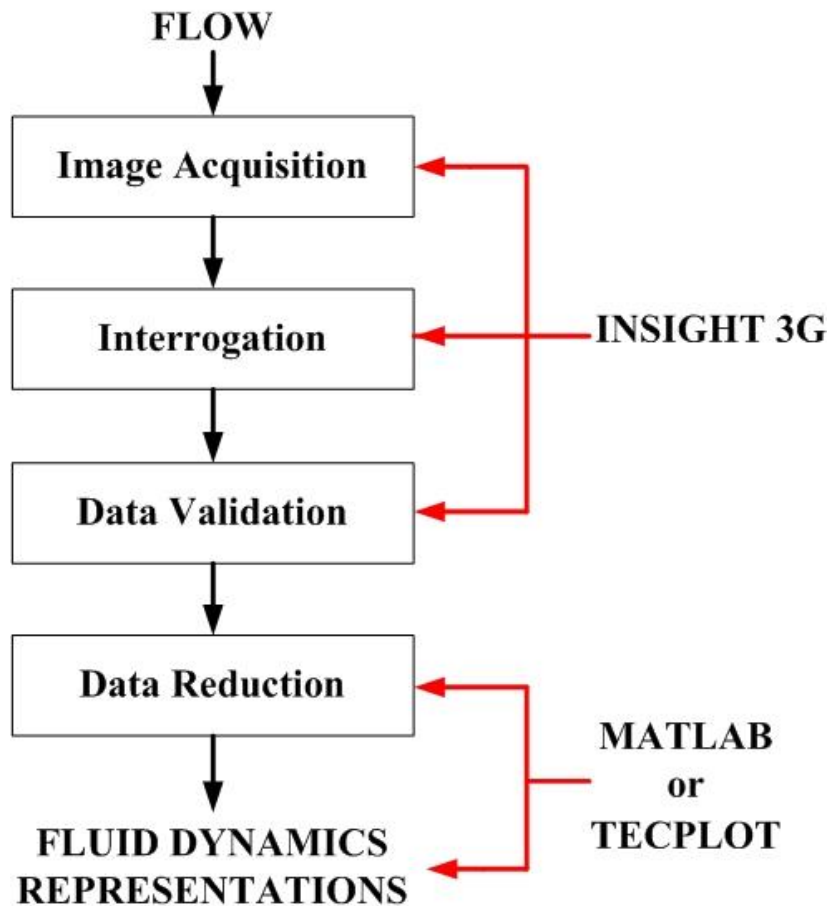 FLOW
Image Acquisition
Interrogation
INSIGHT 3G
Data Validation
Data Reduction
MATLAB
or
TECPLOT
FLUID DYNAMICS
REPRESENTATIONS